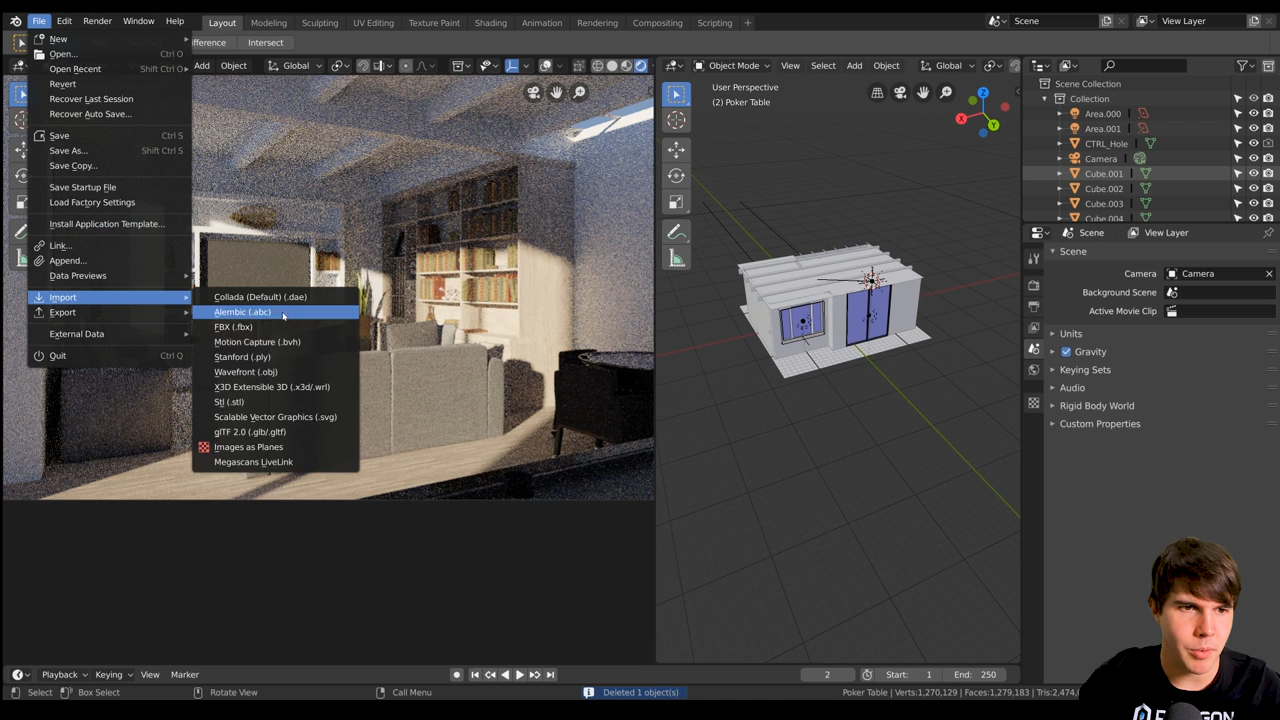 File Edit Render Window Help Layout Modeling Sculpting UV Editing Texture Paint Shading Animation Rendering Compositing Scripting + Scene View Layer
Intersect
Add Object Global
Object Mode View Select Add Object Global
New
Open... Ctrl O
Open Recent Shift Ctrl O
Revert
Recover Last Session
Recover Auto Save...
Save Ctrl S
Save As... Shift Ctrl S
Save Copy...
Save Startup File
Load Factory Settings
Install Application Template...
Link...
Append...
Data Previews
Import
Export
External Data
Quit Ctrl Q
Collada (Default) (.dae)
Alembic (.abc)
FBX (.fbx)
Motion Capture (.bvh)
Stanford (.ply)
Wavefront (.obj)
X3D Extensible 3D (.x3d/.wrl)
Stl (.stl)
Scalable Vector Graphics (.svg)
glTF 2.0 (.glb/.gltf)
Images as Planes
Megascans LiveLink
User Perspective
(2) Poker Table
Z
X
Y
Scene Collection
Collection
Area.000
Area.001
CTRL_Hole
Camera
Cube.001
Cube.002
Cube.003
Cube.004
Scene View Layer
Scene
Camera Camera
Background Scene
Active Movie Clip
Units
Gravity
Keying Sets
Audio
Rigid Body World
Custom Properties
Playback Keying View Marker 2 Start: 1 End: 250
Select Box Select Rotate View Call Menu Deleted 1 object(s) Poker Table | Verts:1,270,129 | Faces:1,279,183 |